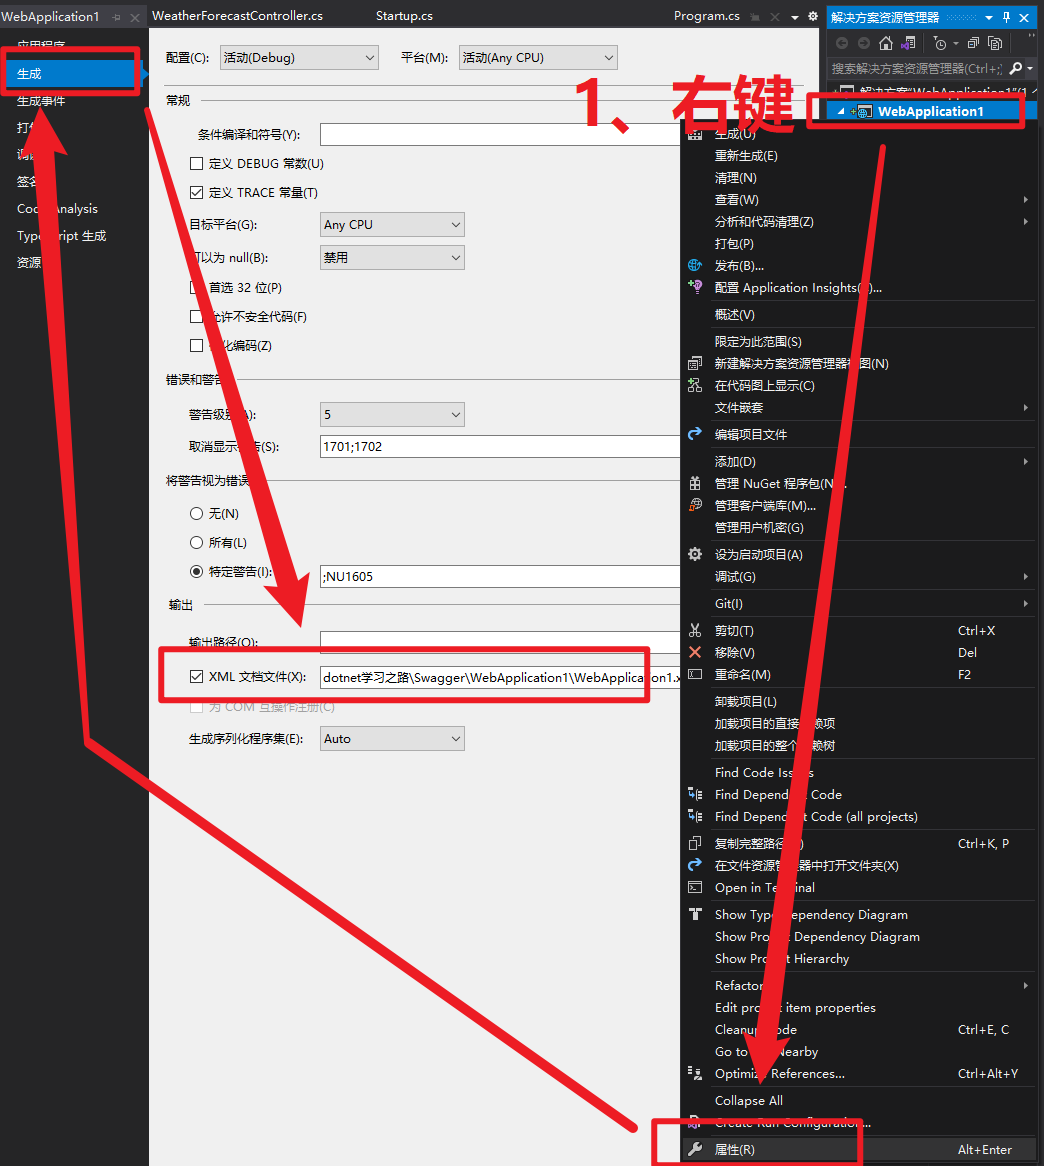 WebApplication1
WeatherForecastController.cs
Startup.cs
Program.cs
解决方案资源管理器
应用程序
生成
生成事件
签名
Analysis
生成
资源
配置(C):
活动(Debug)
平台(M):
活动(Any CPU)
常规
条件编译和符号(Y):
定义 DEBUG 常数(U)
定义 TRACE 常量(T)
目标平台(G):
Any CPU
可以为 null(B):
禁用
首选 32 位(P)
允许不安全代码(F)
优化编码(Z)
错误和警告
警告级别(A):
5
取消显示警告(S):
1701;1702
将警告视为错误
无(N)
所有(L)
特定警告(I):
;NU1605
输出
输出路径(O):
XML 文档文件(X):
dotnet学习之路\Swagger\WebApplication1\WebApplication1.x
为 COM 互操作注册(C)
生成序列化程序集(E):
Auto
1、右键
搜索解决方案资源管理器(Ctrl+;)
解决方案"WebApplication1"(1
WebApplication1
生成(U)
重新生成(E)
清理(N)
查看(W)
分析和代码清理(Z)
打包(P)
发布(B)...
配置 Application Insights
概述(V)
限定为此范围(S)
新建解决方案资源管理器视图(N)
在代码图上显示(C)
文件嵌套
编辑项目文件
添加(D)
管理 NuGet 程序包(N)...
管理客户端库(M)...
管理用户机密(G)
设为启动项目(A)
调试(G)
Git(I)
剪切(T) Ctrl+X
移除(V) Del
重命名(M) F2
卸载项目(L)
加载项目的直接依赖项
加载项目的整个依赖树
Find Code Issues
Find Dependent Code
Find Dependent Code (all projects)
复制完整路径 Ctrl+K, P
在文件资源管理器中打开文件夹(X)
Open in Terminal
Show Type Dependency Diagram
Show Project Dependency Diagram
Show Project Hierarchy
Refactor
Edit project item properties
Cleanup Code Ctrl+E, C
Go to Nearby
Optimize References... Ctrl+Alt+Y
Collapse All
Create Run Configuration...
属性(R) Alt+Enter